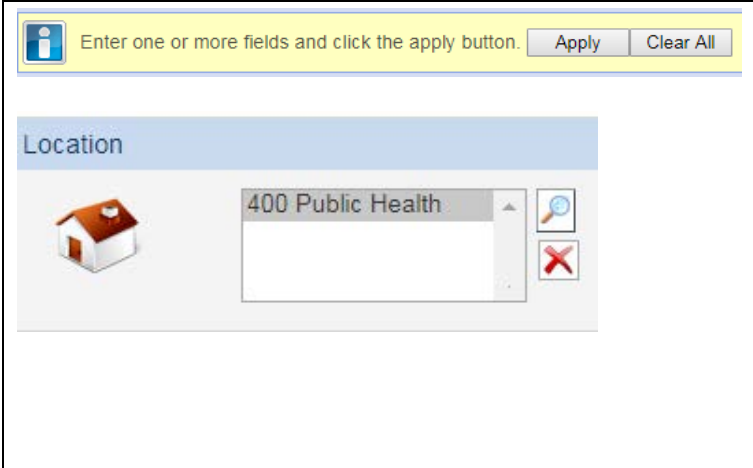 Enter one or more fields and click the apply button. Apply Clear All
Location
400 Public Health